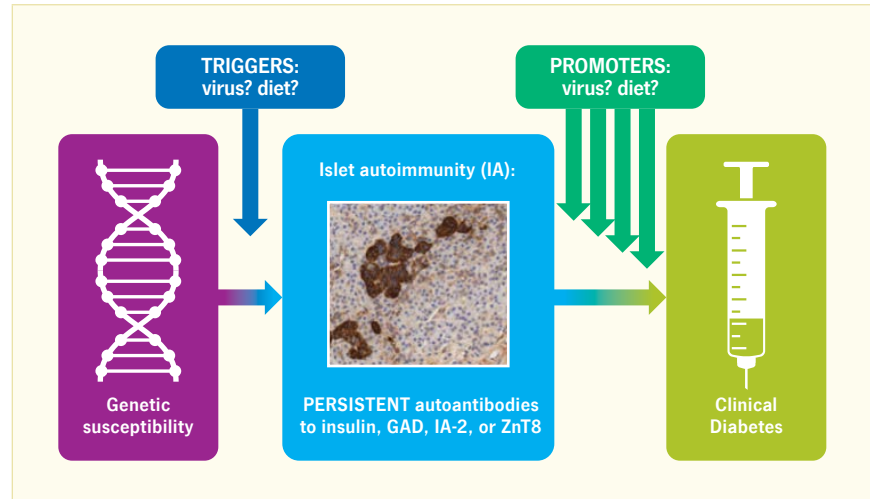 TRIGGERS:
virus? diet?
PROMOTERS:
virus? diet?
Genetic
susceptibility
Islet autoimmunity (IA):
PERSISTENT autoantibodies
to insulin, GAD, IA-2, or ZnT8
Clinical
Diabetes